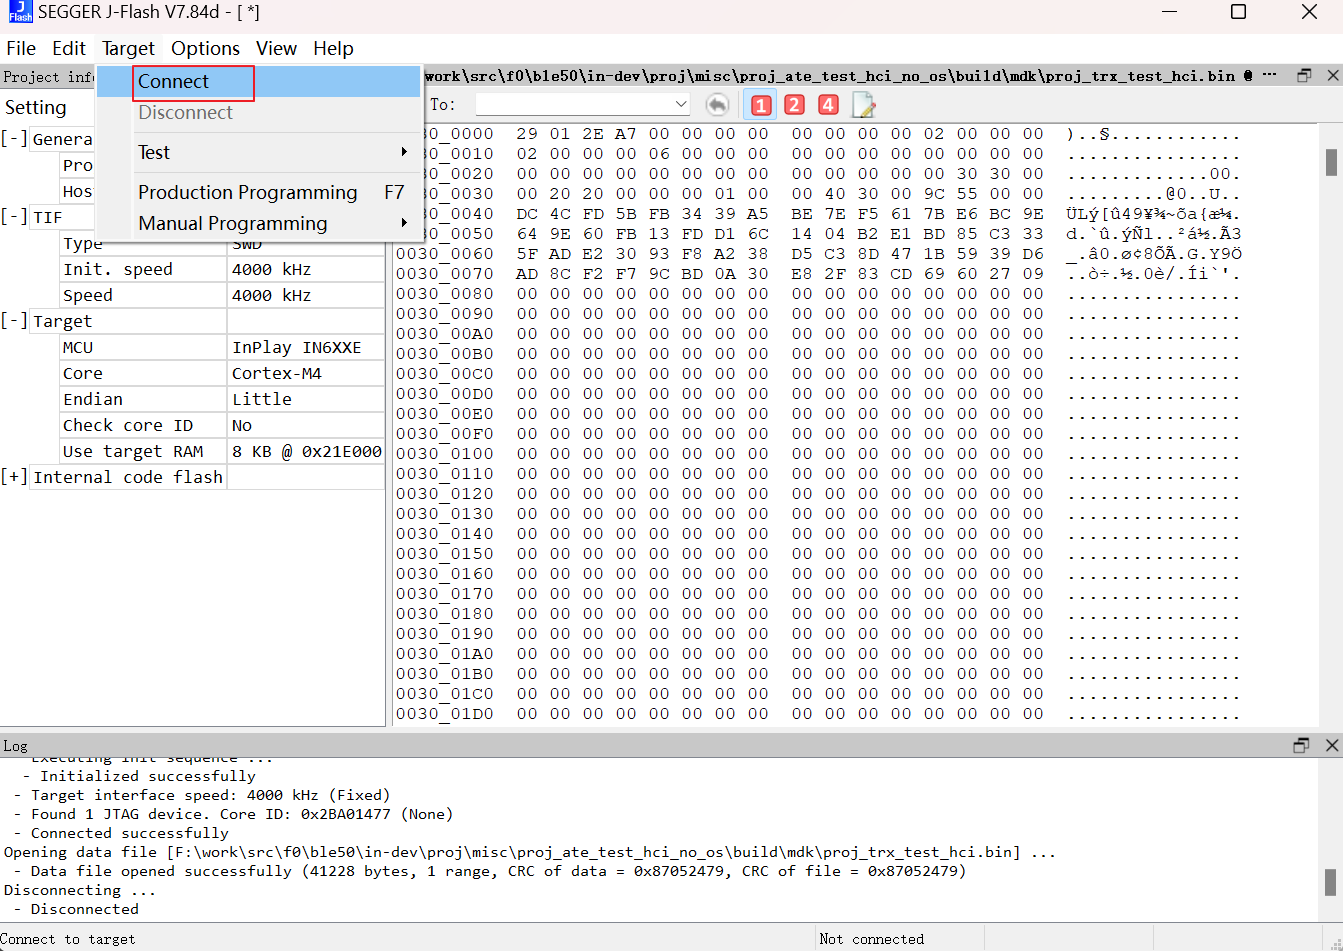 J Flash SEGGER J-Flash V7.84d - [ *]
File Edit Target Options View Help
Project inf
work\src\f0\ble50\in-dev\proj\misc\proj_ate_test_hci_no_os\build\mdk\proj_trx_test_hci.bin
Connect
Disconnect
Test
Production Programming F7
Manual Programming
To:
1 2 4
Setting
[-] Genera
Pro
Hos
[-] TIF
Type SWD
Init. speed 4000 kHz
Speed 4000 kHz
[-] Target
MCU InPlay IN6XXE
Core Cortex-M4
Endian Little
Check core ID No
Use target RAM 8 KB @ 0x21E000
[+] Internal code flash
30_0000 29 01 2E A7 00 00 00 00 00 00 00 00 02 00 00 00 )..§............
30_0010 02 00 00 00 06 00 00 00 00 00 00 00 00 00 00 00 ................
30_0020 00 00 00 00 00 00 00 00 00 00 00 00 00 30 30 00 .............00.
30_0030 00 20 20 00 00 00 01 00 00 40 30 00 9C 55 00 00 .........@0..U..
30_0040 DC 4C FD 5B FB 34 39 A5 BE 7E F5 61 7B E6 BC 9E ÜLý[û49¥¾~õa{æ¼.
30_0050 64 9E 60 FB 13 FD D1 6C 14 04 B2 E1 BD 85 C3 33 d.`û.ýÑl..²á½.Ã3
0030_0060 5F AD E2 30 93 F8 A2 38 D5 C3 8D 47 1B 59 39 D6 _.â0.ø¢8ÕÃ.G.Y9Ö
0030_0070 AD 8C F2 F7 9C BD 0A 30 E8 2F 83 CD 69 60 27 09 ..ò÷.½.0è/.Íi`'.
0030_0080 00 00 00 00 00 00 00 00 00 00 00 00 00 00 00 00 ................
0030_0090 00 00 00 00 00 00 00 00 00 00 00 00 00 00 00 00 ................
0030_00A0 00 00 00 00 00 00 00 00 00 00 00 00 00 00 00 00 ................
0030_00B0 00 00 00 00 00 00 00 00 00 00 00 00 00 00 00 00 ................
0030_00C0 00 00 00 00 00 00 00 00 00 00 00 00 00 00 00 00 ................
0030_00D0 00 00 00 00 00 00 00 00 00 00 00 00 00 00 00 00 ................
0030_00E0 00 00 00 00 00 00 00 00 00 00 00 00 00 00 00 00 ................
0030_00F0 00 00 00 00 00 00 00 00 00 00 00 00 00 00 00 00 ................
0030_0100 00 00 00 00 00 00 00 00 00 00 00 00 00 00 00 00 ................
0030_0110 00 00 00 00 00 00 00 00 00 00 00 00 00 00 00 00 ................
0030_0120 00 00 00 00 00 00 00 00 00 00 00 00 00 00 00 00 ................
0030_0130 00 00 00 00 00 00 00 00 00 00 00 00 00 00 00 00 ................
0030_0140 00 00 00 00 00 00 00 00 00 00 00 00 00 00 00 00 ................
0030_0150 00 00 00 00 00 00 00 00 00 00 00 00 00 00 00 00 ................
0030_0160 00 00 00 00 00 00 00 00 00 00 00 00 00 00 00 00 ................
0030_0170 00 00 00 00 00 00 00 00 00 00 00 00 00 00 00 00 ................
0030_0180 00 00 00 00 00 00 00 00 00 00 00 00 00 00 00 00 ................
0030_0190 00 00 00 00 00 00 00 00 00 00 00 00 00 00 00 00 ................
0030_01A0 00 00 00 00 00 00 00 00 00 00 00 00 00 00 00 00 ................
0030_01B0 00 00 00 00 00 00 00 00 00 00 00 00 00 00 00 00 ................
0030_01C0 00 00 00 00 00 00 00 00 00 00 00 00 00 00 00 00 ................
0030_01D0 00 00 00 00 00 00 00 00 00 00 00 00 00 00 00 00 ................
Log
Executing init sequence ...
- Initialized successfully
- Target interface speed: 4000 kHz (Fixed)
- Found 1 JTAG device. Core ID: 0x2BA01477 (None)
- Connected successfully
Opening data file [F:\work\src\f0\ble50\in-dev\proj\misc\proj_ate_test_hci_no_os\build\mdk\proj_trx_test_hci.bin] ...
- Data file opened successfully (41228 bytes, 1 range, CRC of data = 0x87052479, CRC of file = 0x87052479)
Disconnecting ...
- Disconnected
Connect to target Not connected